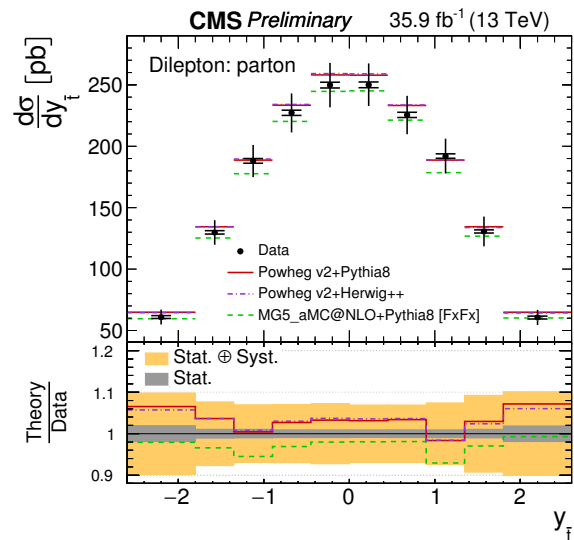 CMS Preliminary 35.9 fb⁻¹ (13 TeV)
Dilepton: parton
dσ/dy_t̄ [pb]
250
200
150
100
50
Data
Powheg v2+Pythia8
Powheg v2+Herwig++
MG5_aMC@NLO+Pythia8 [FxFx]
Theory/Data
1.2
1.1
1
0.9
Stat. ⊕ Syst.
Stat.
−2 −1 0 1 2
y_t̄